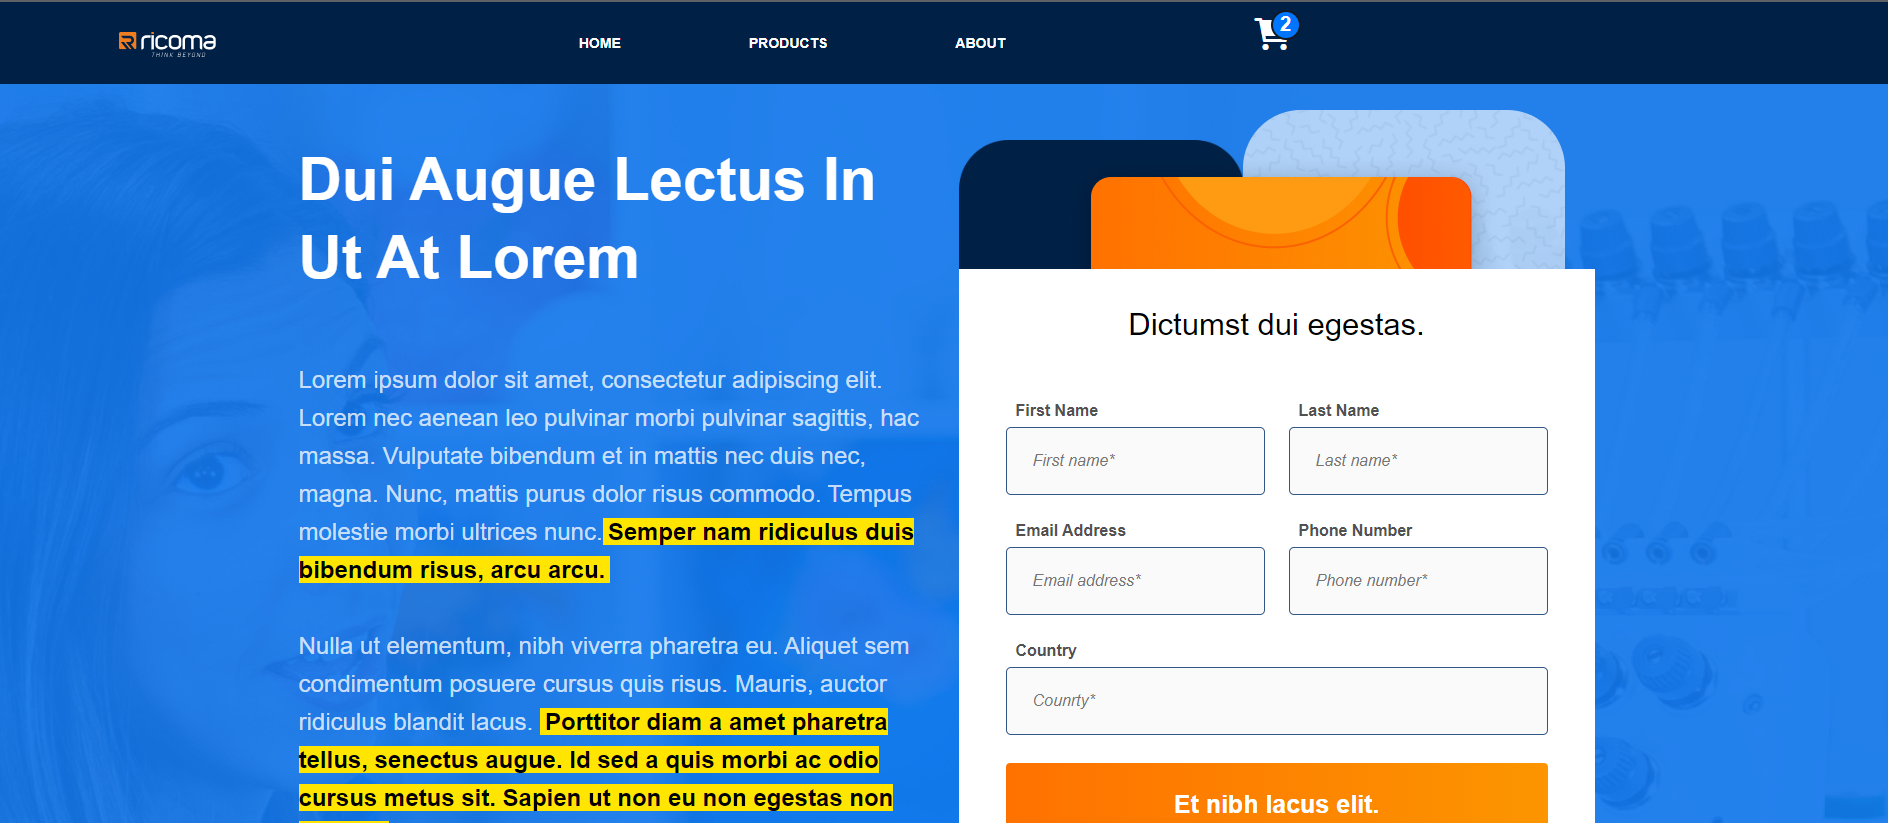 ricoma
THINK BEYOND
HOME
PRODUCTS
ABOUT
2
Dui Augue Lectus In
Ut At Lorem
Lorem ipsum dolor sit amet, consectetur adipiscing elit.
Lorem nec aenean leo pulvinar morbi pulvinar sagittis, hac
massa. Vulputate bibendum et in mattis nec duis nec,
magna. Nunc, mattis purus dolor risus commodo. Tempus
molestie morbi ultrices nunc. Semper nam ridiculus duis
bibendum risus, arcu arcu.
Nulla ut elementum, nibh viverra pharetra eu. Aliquet sem
condimentum posuere cursus quis risus. Mauris, auctor
ridiculus blandit lacus. Porttitor diam a amet pharetra
tellus, senectus augue. Id sed a quis morbi ac odio
cursus metus sit. Sapien ut non eu non egestas non
Dictumst dui egestas.
First Name
First name*
Last Name
Last name*
Email Address
Email address*
Phone Number
Phone number*
Country
Counrty*
Et nibh lacus elit.